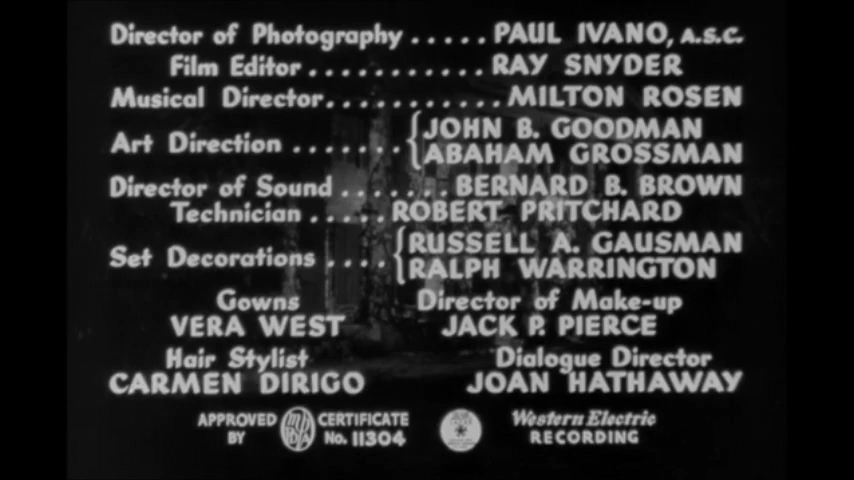 Director of Photography ..... PAUL IVANO, A.S.C.
Film Editor ........... RAY SNYDER
Musical Director........... MILTON ROSEN
Art Direction ....... { JOHN B. GOODMAN
ABAHAM GROSSMAN
Director of Sound ....... BERNARD B. BROWN
Technician ..... ROBERT PRITCHARD
Set Decorations .... { RUSSELL A. GAUSMAN
RALPH WARRINGTON
Gowns
VERA WEST
Director of Make-up
JACK P. PIERCE
Hair Stylist
CARMEN DIRIGO
Dialogue Director
JOAN HATHAWAY
APPROVED BY
CERTIFICATE No. 11304
Western Electric
RECORDING